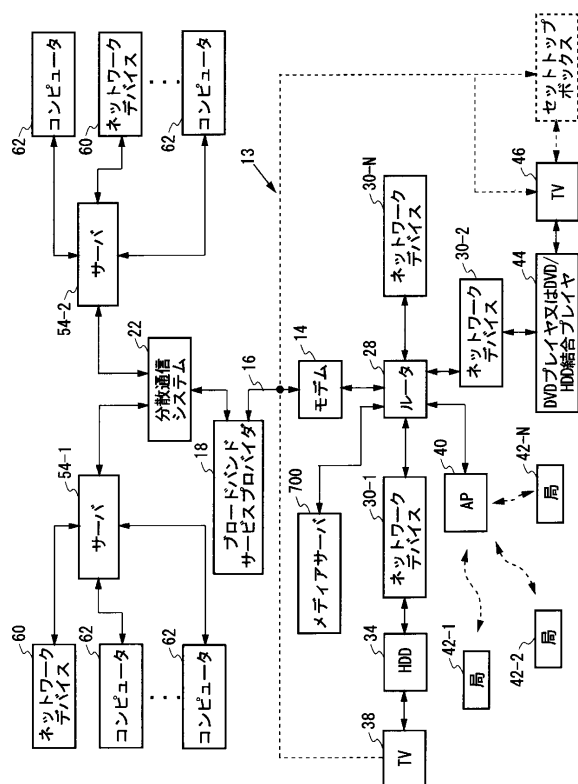 62
コンピュータ
60
ネットワーク
デバイス
62
コンピュータ
サーバ
54-2
13
22
分散通信
システム
54-1
サーバ
60
ネットワーク
デバイス
62
コンピュータ
62
コンピュータ
18
ブロードバンド
サービスプロバイダ
16
14
モデム
30-N
ネットワーク
デバイス
28
ルータ
700
メディアサーバ
30-1
ネットワーク
デバイス
30-2
ネットワーク
デバイス
セットトップ
ボックス
46
TV
44
DVDプレイヤ又はDVD/
HDD結合プレイヤ
40
AP
42-N
局
34
HDD
38
TV
42-1
局
42-2
局